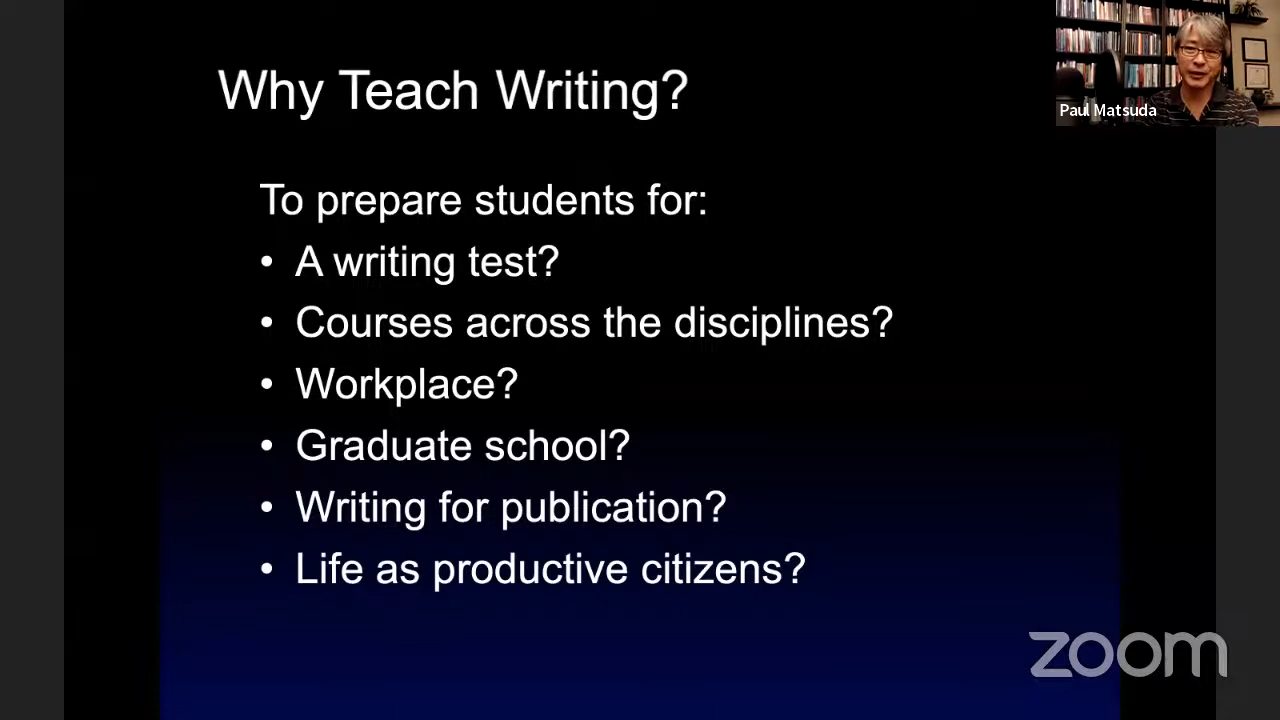 Why Teach Writing?
Paul Matsuda
To prepare students for:
• A writing test?
• Courses across the disciplines?
• Workplace?
• Graduate school?
• Writing for publication?
• Life as productive citizens?
zoom